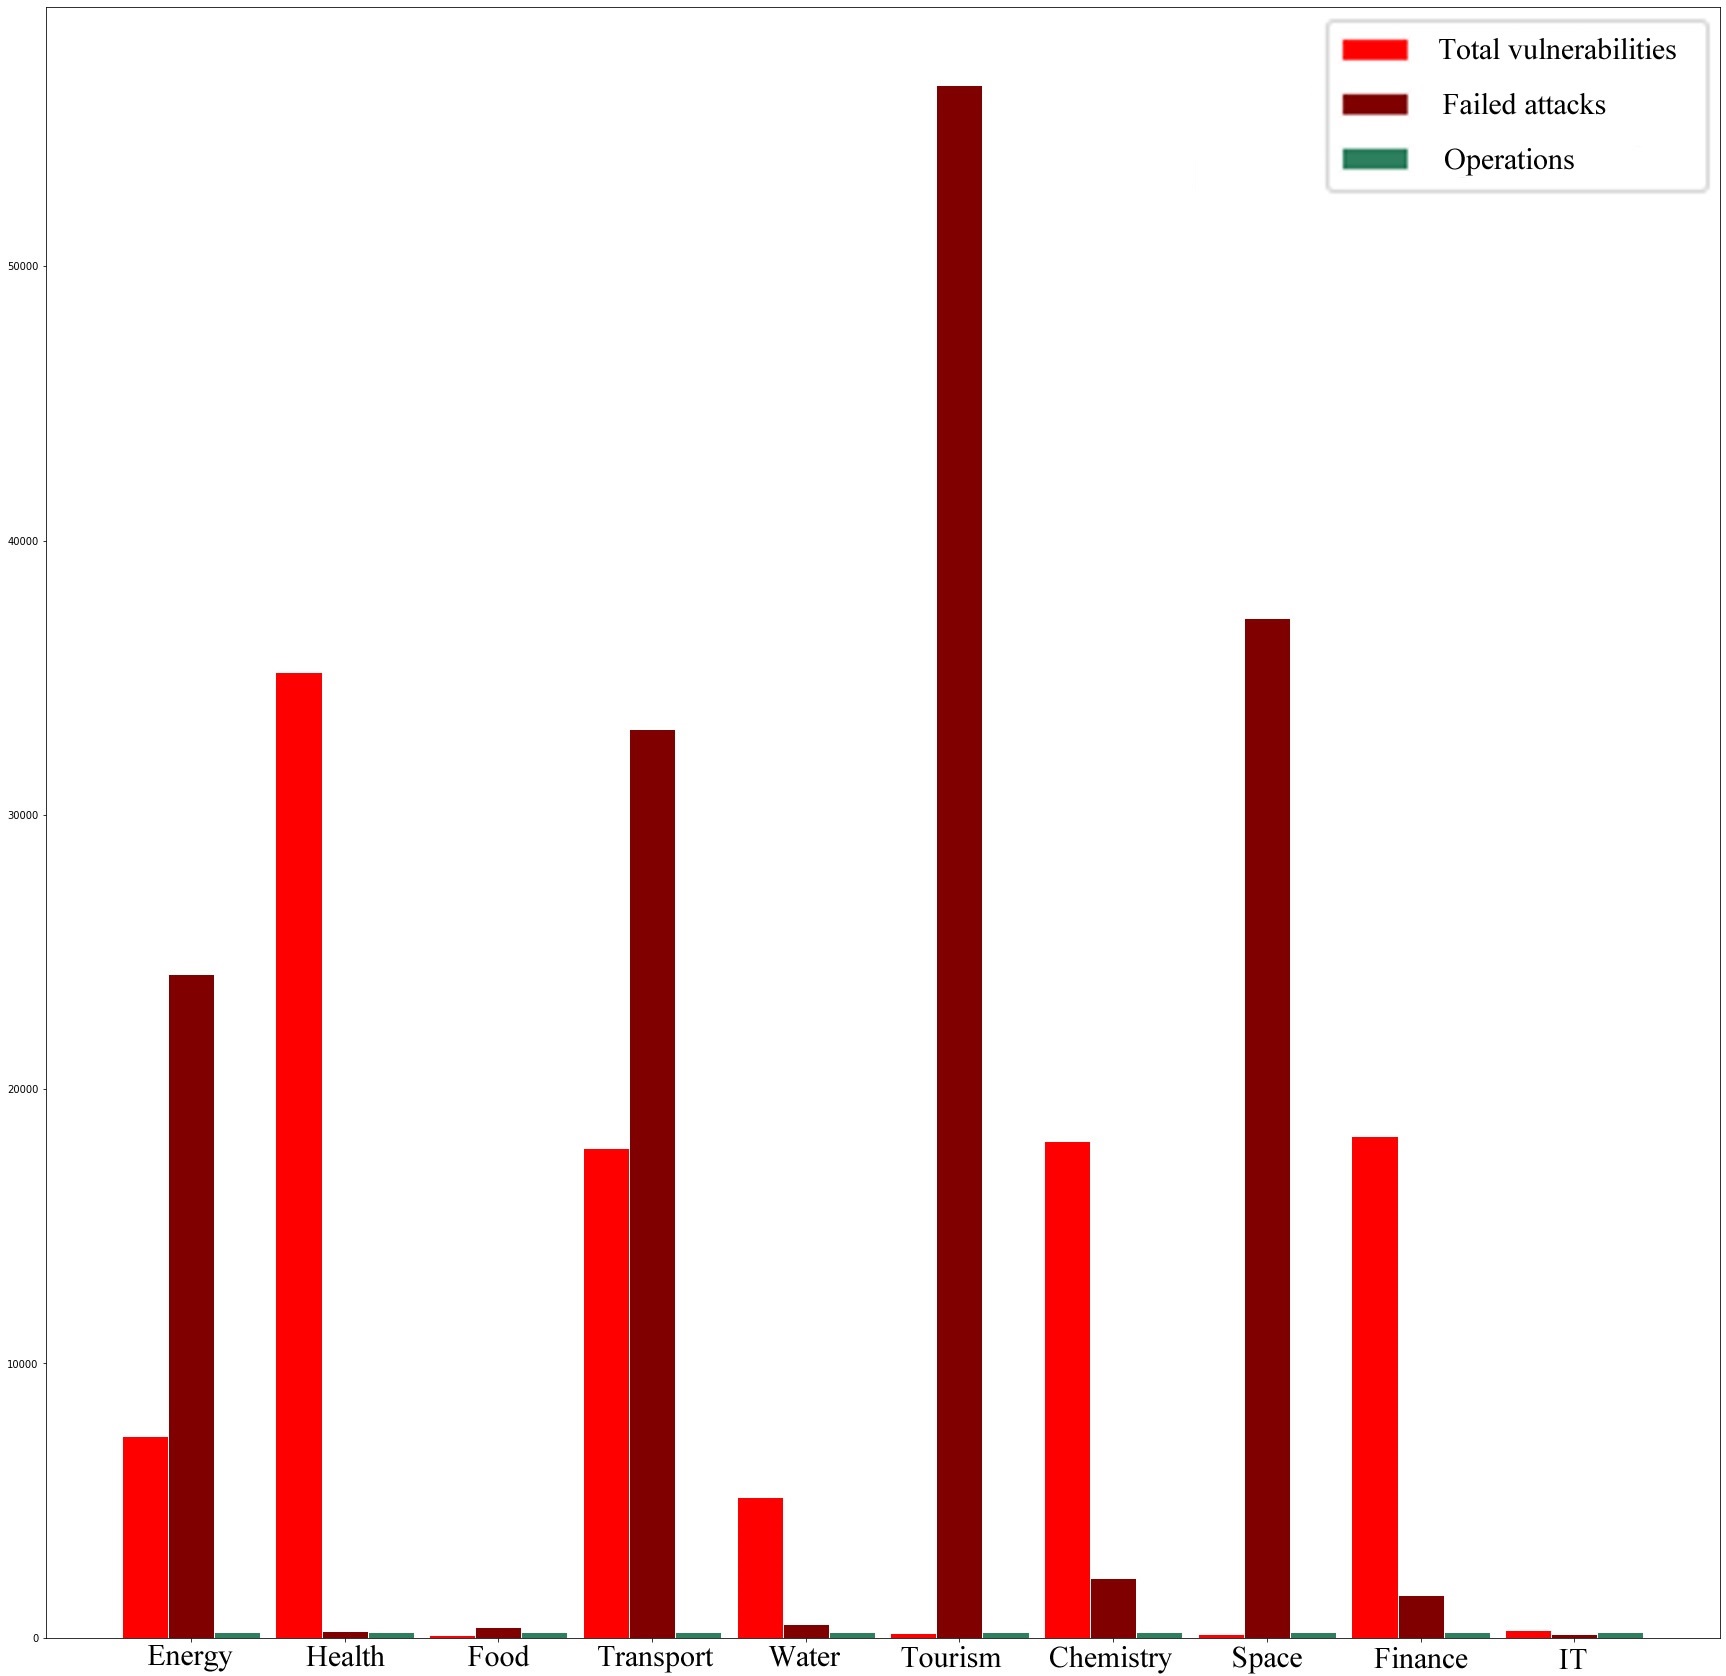 Total vulnerabilities
Failed attacks
Operations
50000
40000
30000
20000
10000
0
Energy Health Food Transport Water Tourism Chemistry Space Finance IT